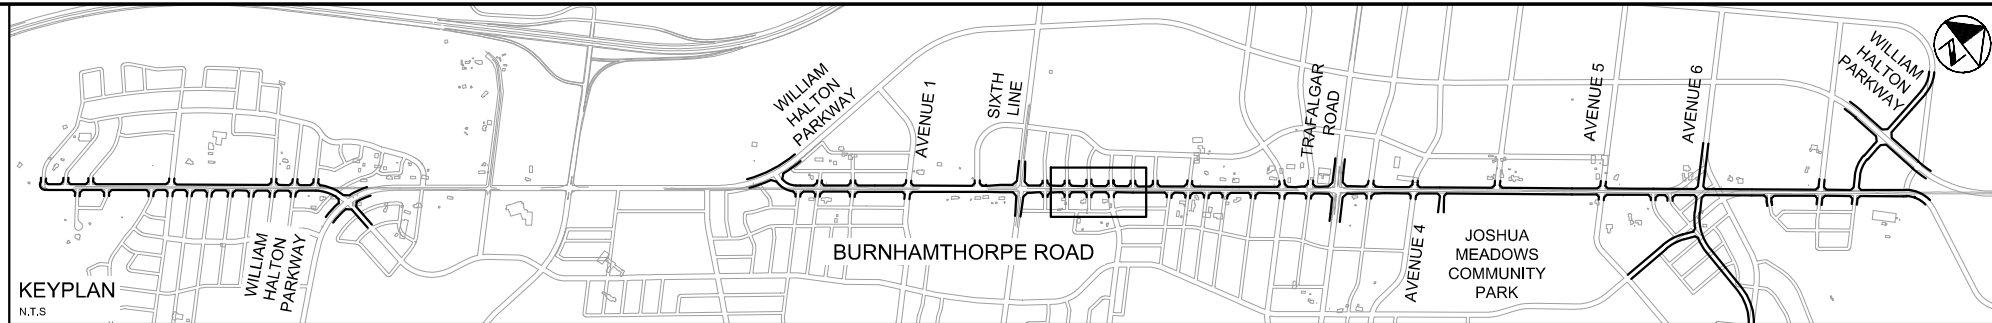 WILLIAM
HALTON
PARKWAY
AVENUE 1
SIXTH
LINE
TRAFALGAR
ROAD
AVENUE 5
AVENUE 6
WILLIAM
HALTON
PARKWAY
N
WILLIAM
HALTON
PARKWAY
BURNHAMTHORPE ROAD
AVENUE 4
JOSHUA
MEADOWS
COMMUNITY
PARK
KEYPLAN
N.T.S